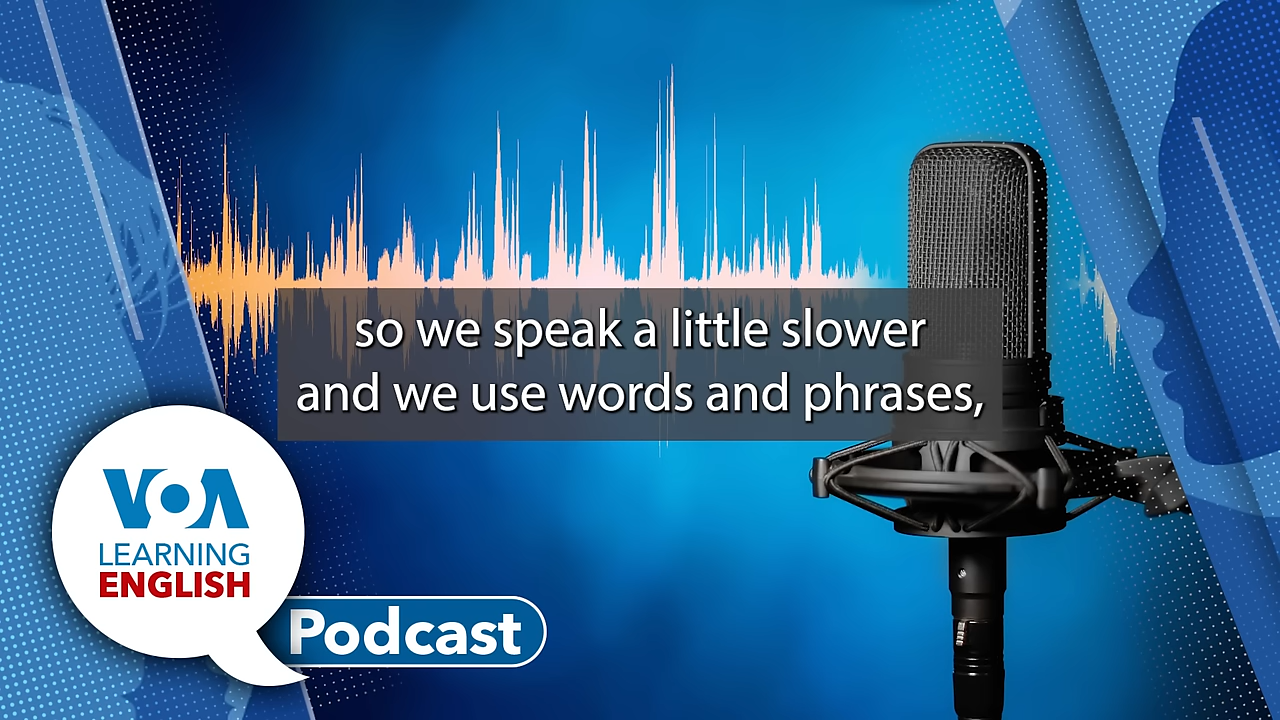 so we speak a little slower
and we use words and phrases,
VOA
LEARNING
ENGLISH
Podcast